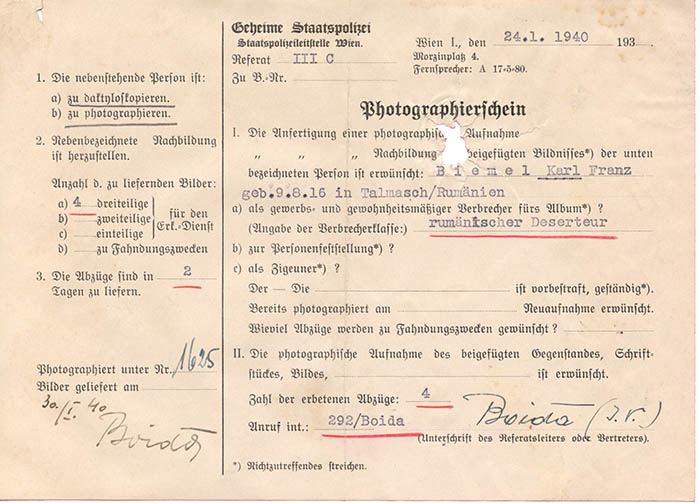 Geheime Staatspolizei
Staatspolizeileitstelle Wien.
Referat III C
Zu B.-Nr.
Wien I., den 24.1. 1940 193
Morzinplatz 4.
Fernsprecher: A 17-5-80.
1. Die nebenstehende Person ist:
a) zu daktyloskopieren.
b) zu photographieren.
2. Nebenbezeichnete Nachbildung
ist herzustellen.
Anzahl d. zu liefernden Bilder:
a) 4 dreiteilige
b) zweiteilige
c) einteilige
für den
Erk.-Dienst
d) zu Fahndungszwecken
3. Die Abzüge sind in 2
Tagen zu liefern.
Photographiert unter Nr. 1625
Bilder geliefert am
30./I. 40
Boida
Photographierschein
I. Die Anfertigung einer photographischen Aufnahme
„ „ „ Nachbildung beigefügten Bildnisses*) der unten
bezeichneten Person ist erwünscht: Biemel Karl Franz
geb.9.8.16 in Talmasch/Rumänien
a) als gewerbs- und gewohnheitsmäßiger Verbrecher fürs Album*) ?
(Angabe der Verbrecherklasse:) rumänischer Deserteur
b) zur Personenfeststellung*) ?
c) als Zigeuner*) ?
Der — Die ist vorbestraft, geständig*).
Bereits photographiert am Neuaufnahme erwünscht.
Wieviel Abzüge werden zu Fahndungszwecken gewünscht ?
II. Die photographische Aufnahme des beigefügten Gegenstandes, Schrift-
stückes, Bildes, ist erwünscht.
Zahl der erbetenen Abzüge: 4
Anruf int.: 292/Boida
Boida (I.V.)
(Unterschrift des Referatsleiters oder Vertreters).
*) Nichtzutreffendes streichen.